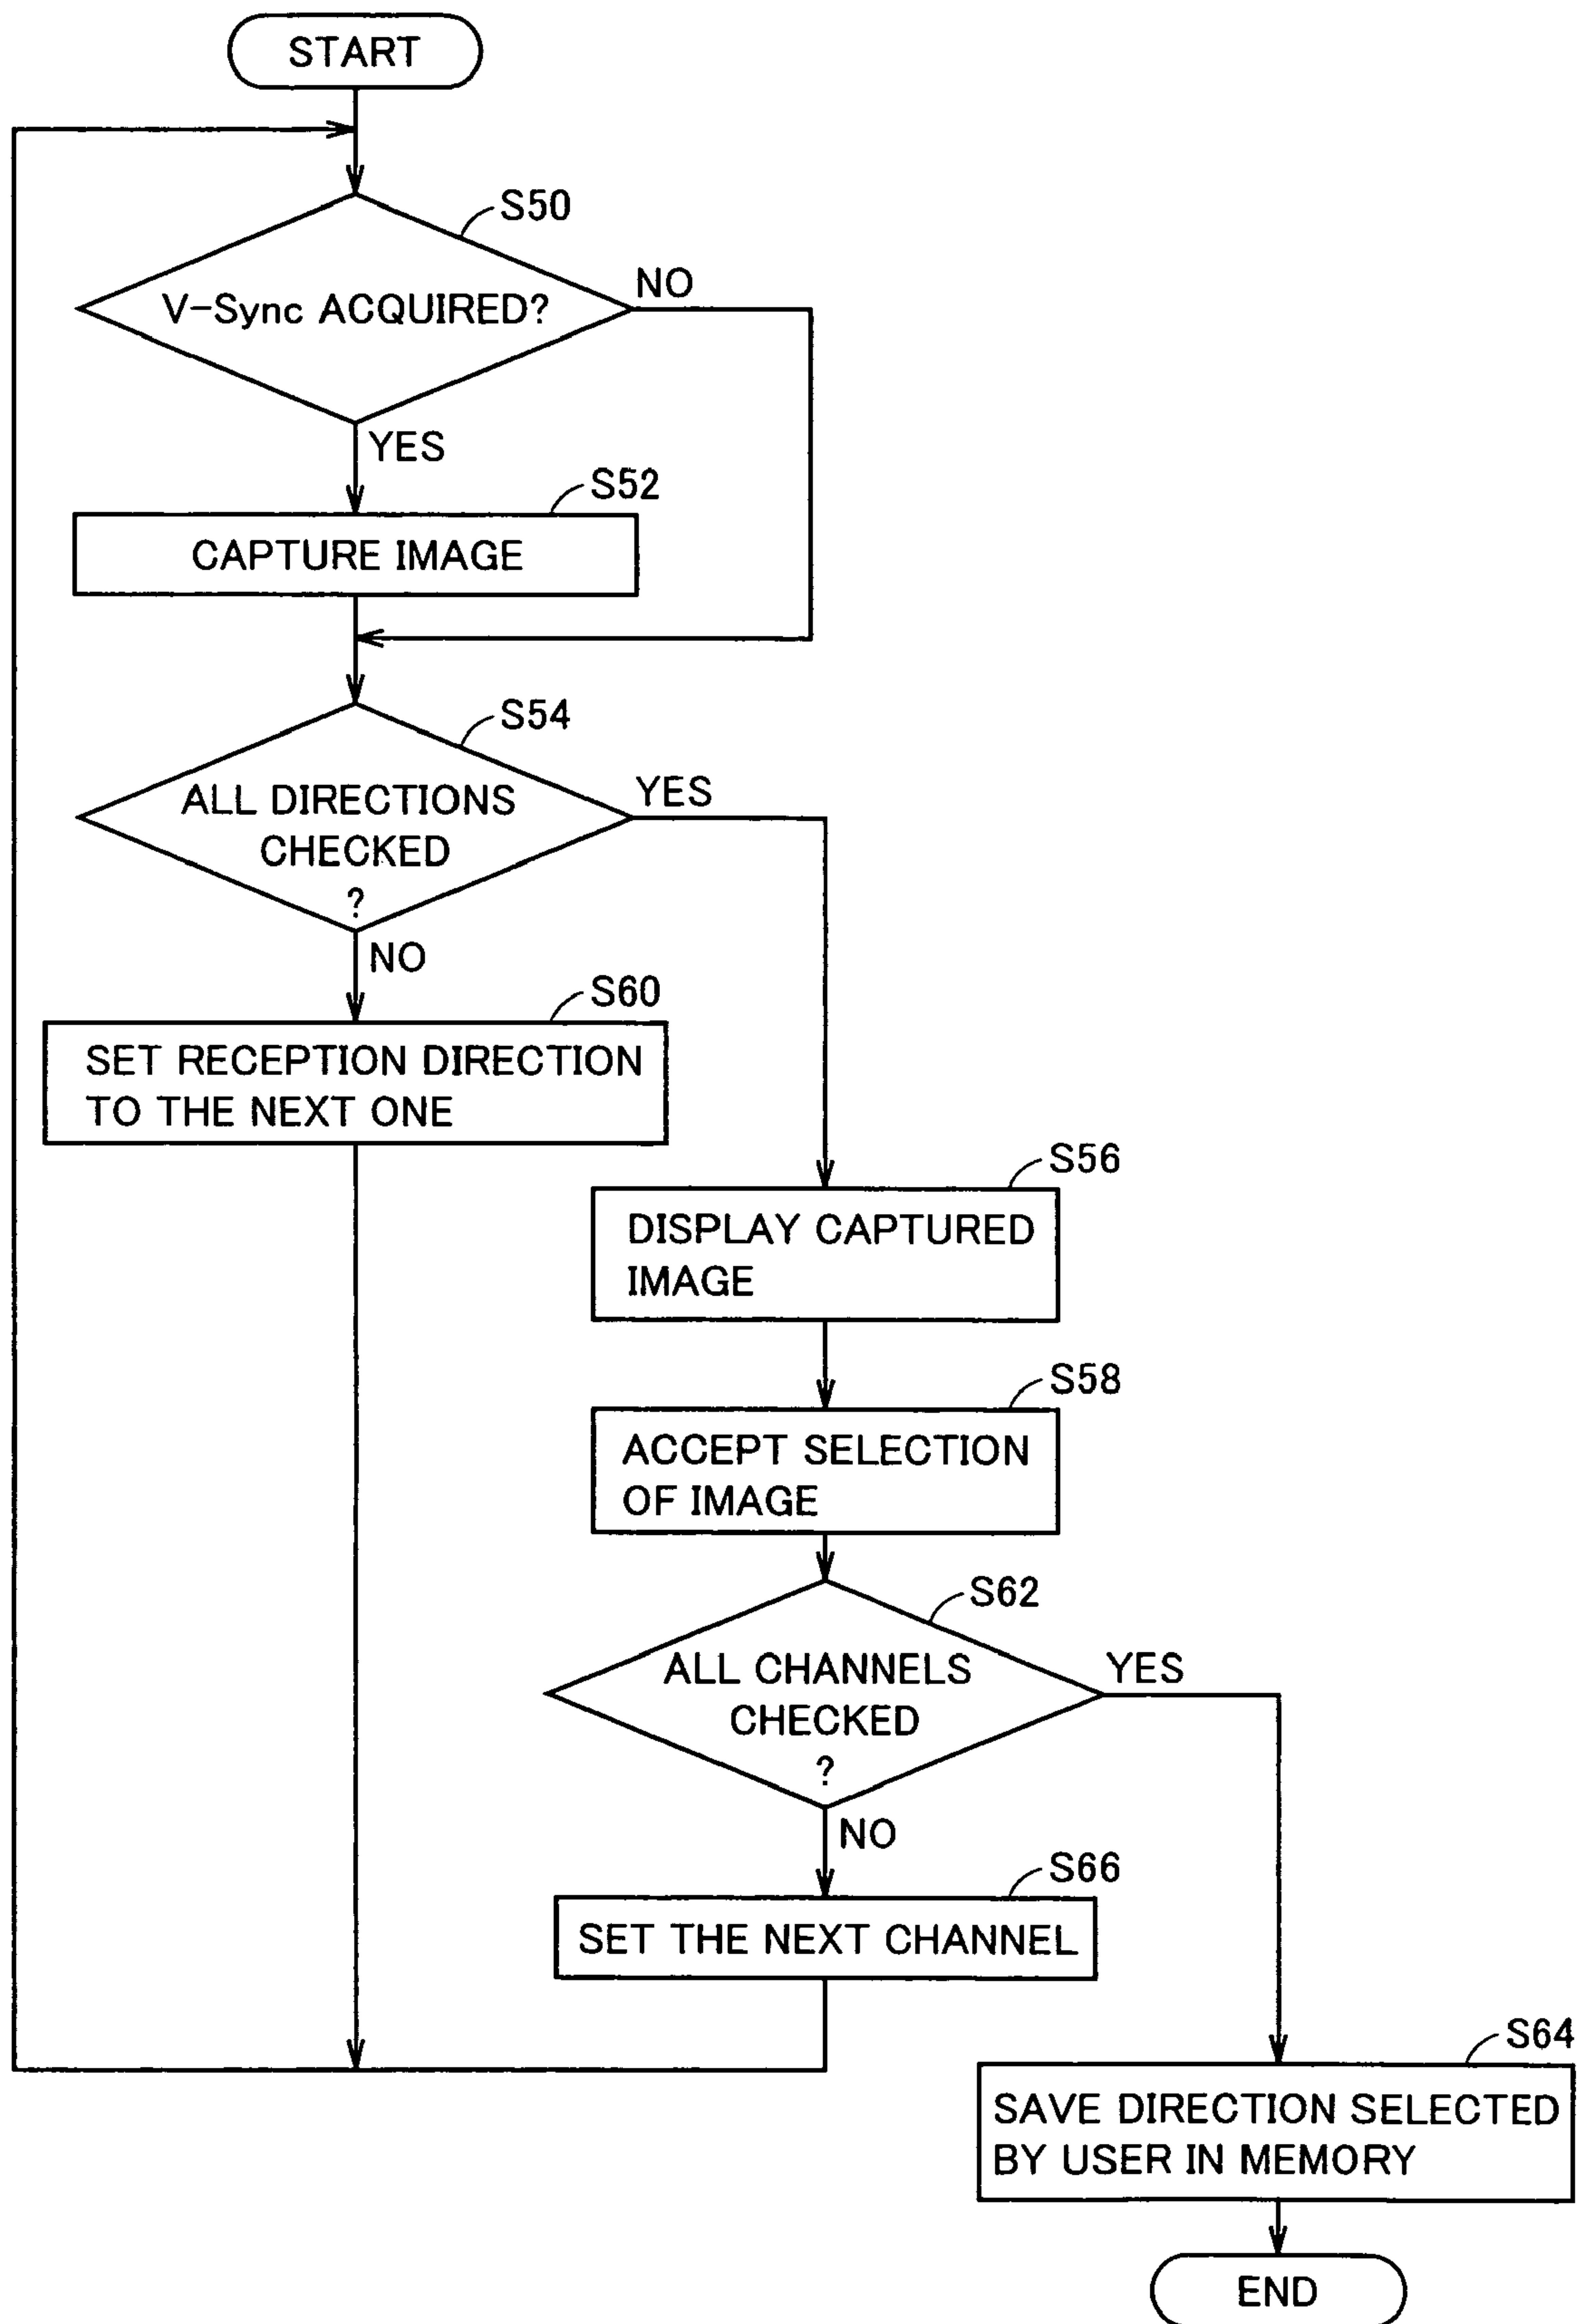 START
S50
V-Sync ACQUIRED?
NO
YES
S52
CAPTURE IMAGE
S54
ALL DIRECTIONS
CHECKED
?
YES
NO
S60
SET RECEPTION DIRECTION
TO THE NEXT ONE
S56
DISPLAY CAPTURED
IMAGE
S58
ACCEPT SELECTION
OF IMAGE
S62
ALL CHANNELS
CHECKED
?
YES
NO
S66
SET THE NEXT CHANNEL
S64
SAVE DIRECTION SELECTED
BY USER IN MEMORY
END